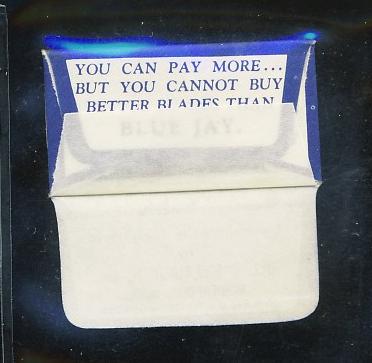 YOU CAN PAY MORE...
BUT YOU CANNOT BUY
BETTER BLADES THAN
BLUE JAY.